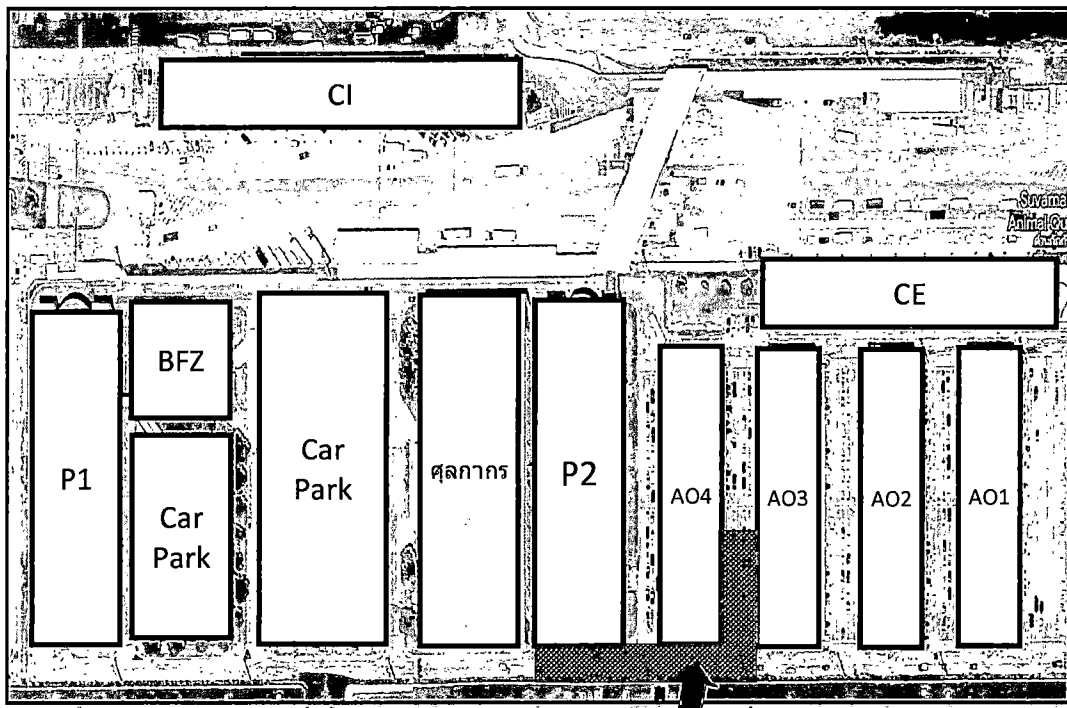 CI
Suvarna
Animal Qu
CE
BFZ
P1
Car
Park
Car
Park
ศุลกากร
P2
AO4
AO3
AO2
AO1